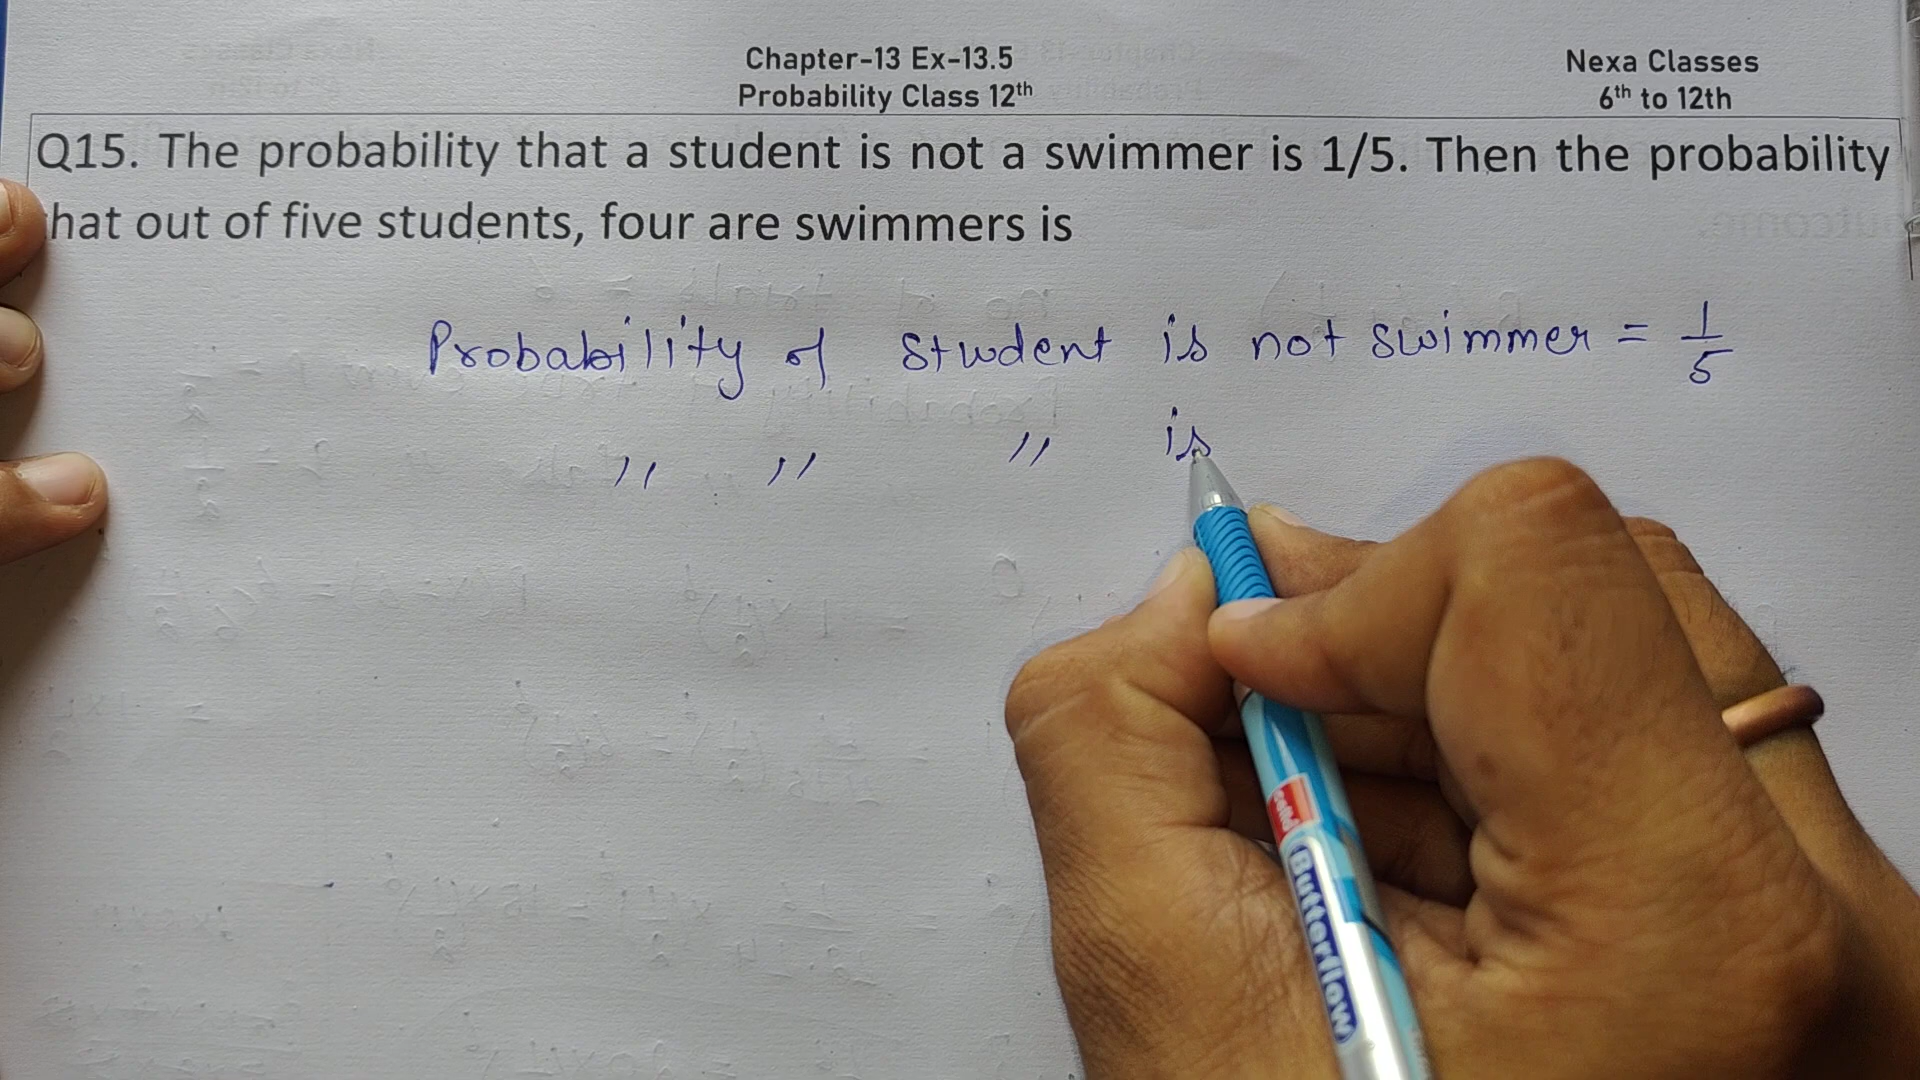 Chapter-13 Ex-13.5
Probability Class 12th
Nexa Classes
6th to 12th
Q15. The probability that a student is not a swimmer is 1/5. Then the probability
hat out of five students, four are swimmers is
Probability of student is not swimmer = 1/5
" " " is
cello Butterflow